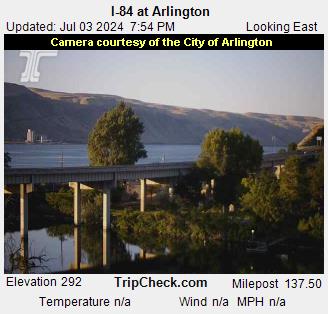 I-84 at Arlington
Updated: Jul 03 2024 7:54 PM Looking East
Camera courtesy of the City of Arlington
Elevation 292 TripCheck.com Milepost 137.50
Temperature n/a Wind n/a MPH n/a